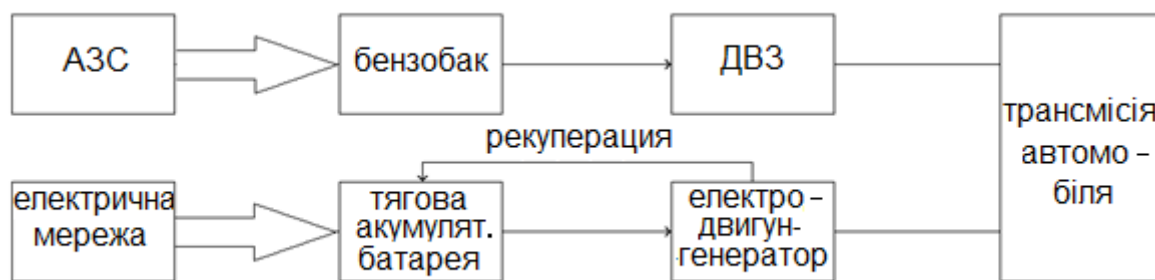 АЗС
бензобак
ДВЗ
трансмісія
автомо –
біля
рекуперация
електрична
мережа
тягова
акумулят.
батарея
електро –
двигун-
генератор